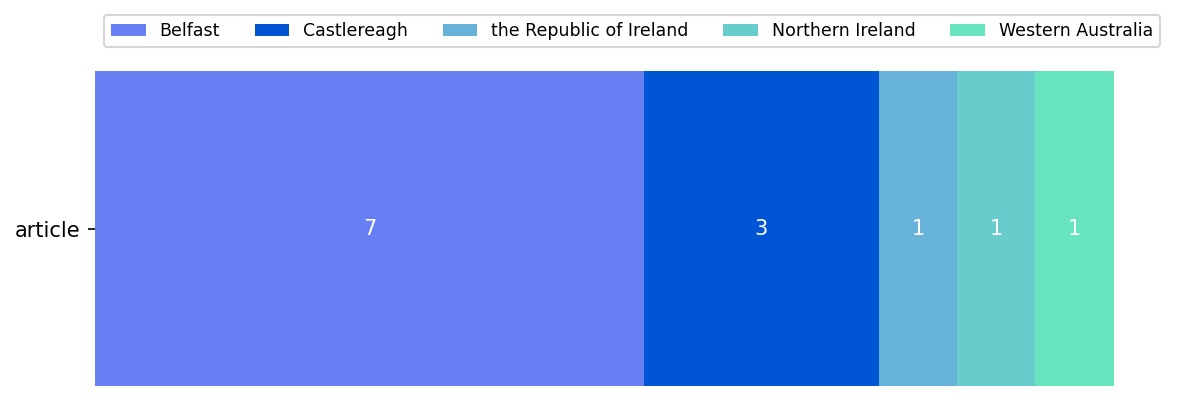 Belfast Castlereagh the Republic of Ireland Northern Ireland Western Australia
article 7 3 1 1 1